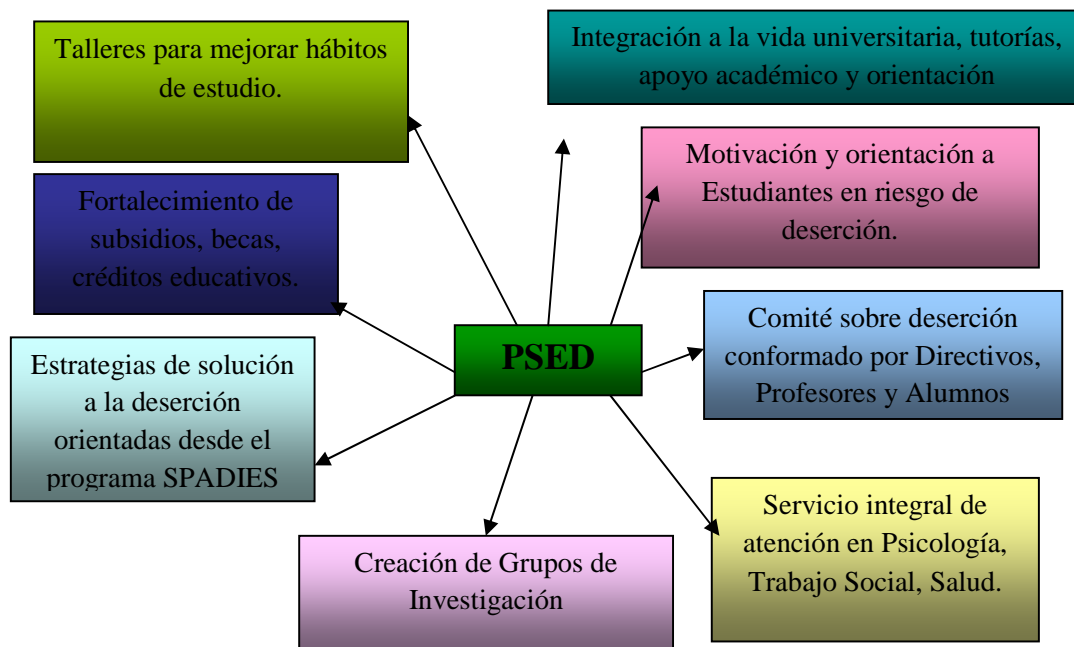 Talleres para mejorar hábitos
de estudio.
Integración a la vida universitaria, tutorías,
apoyo académico y orientación
Motivación y orientación a
Estudiantes en riesgo de
deserción.
Fortalecimiento de
subsidios, becas,
créditos educativos.
PSED
Comité sobre deserción
conformado por Directivos,
Profesores y Alumnos
Estrategias de solución
a la deserción
orientadas desde el
programa SPADIES
Servicio integral de
atención en Psicología,
Trabajo Social, Salud.
Creación de Grupos de
Investigación